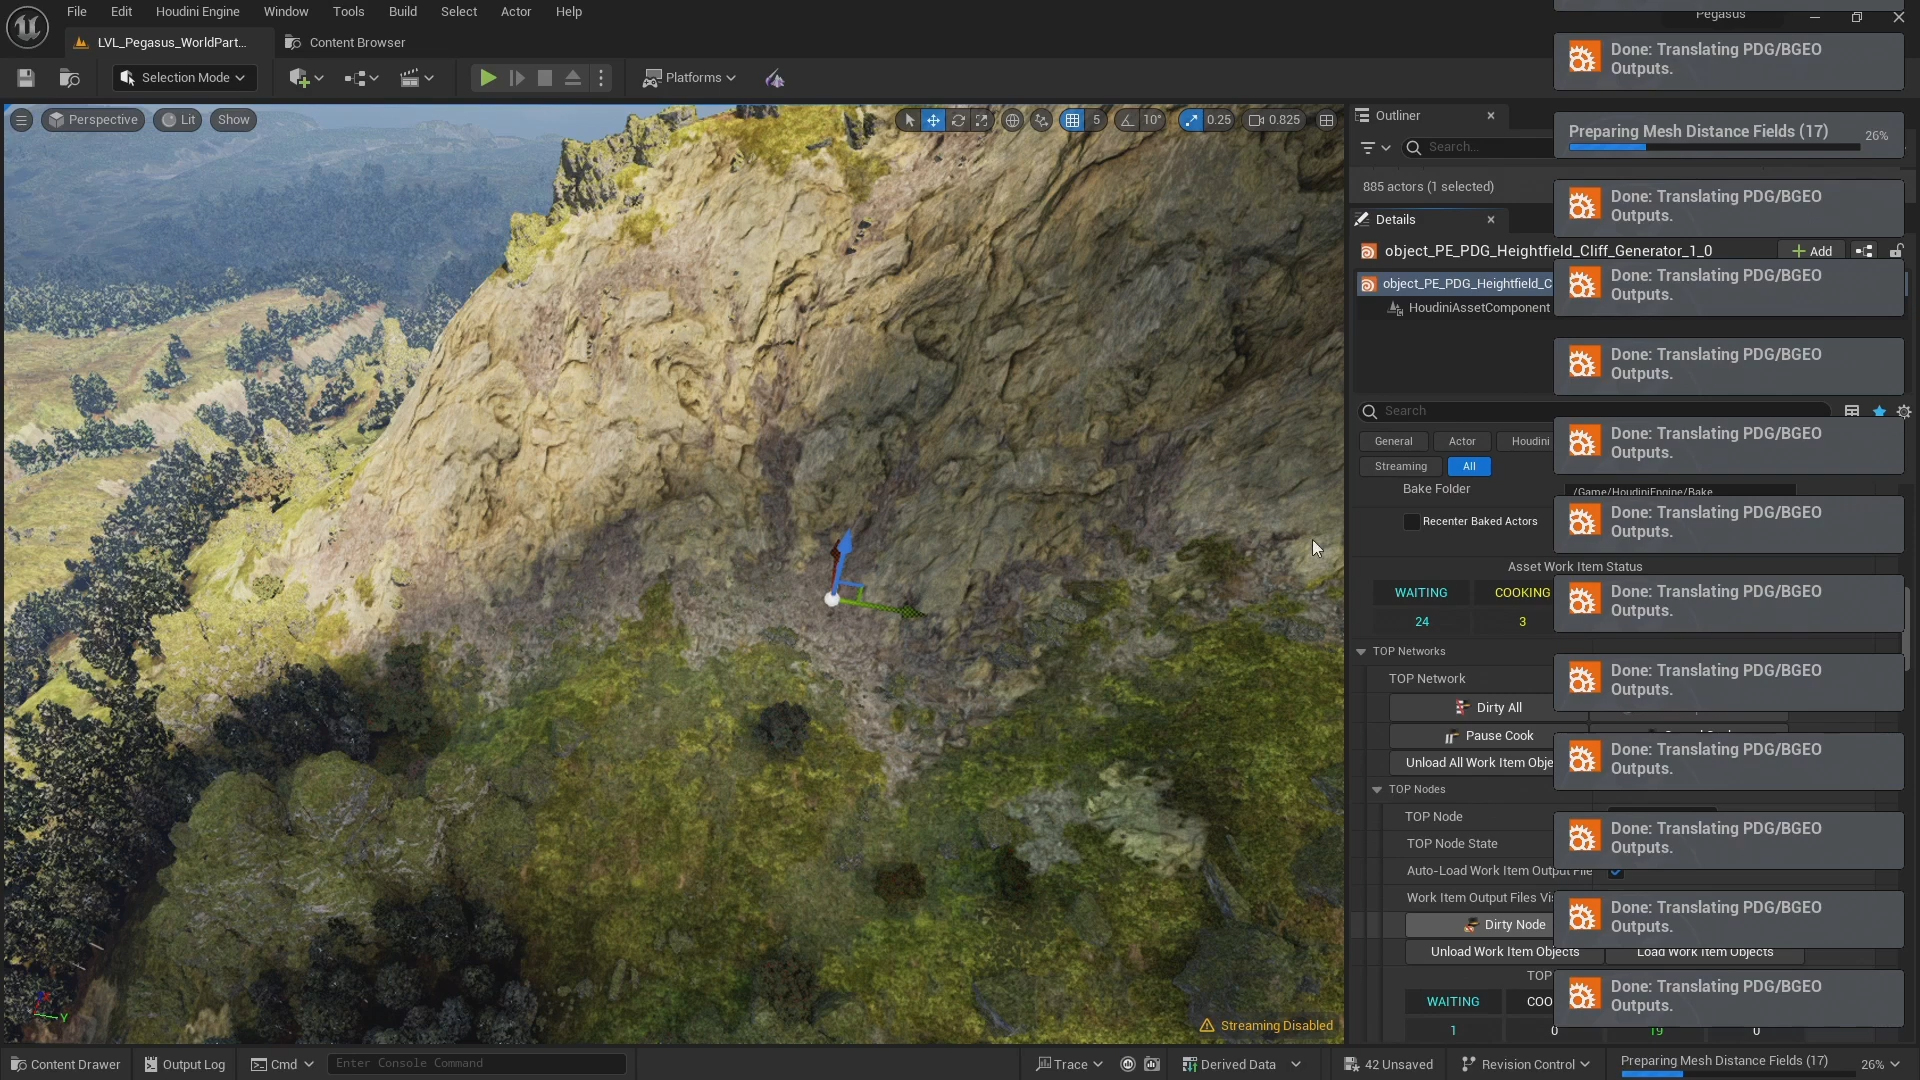 File Edit Houdini Engine Window Tools Build Select Actor Help
Pegasus
LVL_Pegasus_WorldPart...
Content Browser
Selection Mode
Platforms
Perspective
Lit
Show
5
10°
0.25
0.825
Outliner
Search...
885 actors (1 selected)
Details
object_PE_PDG_Heightfield_Cliff_Generator_1_0
Add
object_PE_PDG_Heightfield_C
HoudiniAssetComponent
Search
General
Actor
Houdini
Streaming
All
Bake Folder
/Game/HoudiniEngine/Bake
Recenter Baked Actors
Asset Work Item Status
WAITING
COOKING
24
3
TOP Networks
TOP Network
Dirty All
Pause Cook
Unload All Work Item Obje
TOP Nodes
TOP Node
TOP Node State
Auto-Load Work Item Output File
Work Item Output Files Vis
Dirty Node
Unload Work Item Objects
Load Work Item Objects
TOP
WAITING
COO
1
0
19
0
Done: Translating PDG/BGEO
Outputs.
Preparing Mesh Distance Fields (17)
26%
Done: Translating PDG/BGEO
Outputs.
Done: Translating PDG/BGEO
Outputs.
Done: Translating PDG/BGEO
Outputs.
Done: Translating PDG/BGEO
Outputs.
Done: Translating PDG/BGEO
Outputs.
Done: Translating PDG/BGEO
Outputs.
Done: Translating PDG/BGEO
Outputs.
Done: Translating PDG/BGEO
Outputs.
Done: Translating PDG/BGEO
Outputs.
Done: Translating PDG/BGEO
Outputs.
Done: Translating PDG/BGEO
Outputs.
X
Y
Streaming Disabled
Content Drawer
Output Log
Cmd
Enter Console Command
Trace
Derived Data
42 Unsaved
Revision Control
Preparing Mesh Distance Fields (17)
26%